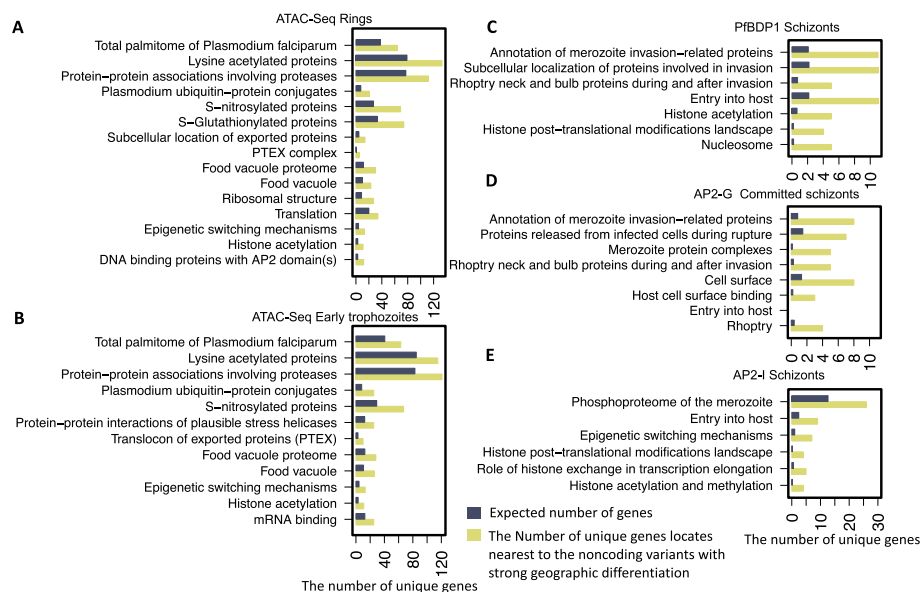 A
ATAC-Seq Rings
Total palmitome of Plasmodium falciparum
Lysine acetylated proteins
Protein−protein associations involving proteases
Plasmodium ubiquitin−protein conjugates
S−nitrosylated proteins
S−Glutathionylated proteins
Subcellular location of exported proteins
PTEX complex
Food vacuole proteome
Food vacuole
Ribosomal structure
Translation
Epigenetic switching mechanisms
Histone acetylation
DNA binding proteins with AP2 domain(s)
0 40 80 120
B
ATAC-Seq Early trophozoites
Total palmitome of Plasmodium falciparum
Lysine acetylated proteins
Protein−protein associations involving proteases
Plasmodium ubiquitin−protein conjugates
S−nitrosylated proteins
Protein−protein interactions of plausible stress helicases
Translocon of exported proteins (PTEX)
Food vacuole proteome
Food vacuole
Epigenetic switching mechanisms
Histone acetylation
mRNA binding
0 40 80 120
The number of unique genes
C
PfBDP1 Schizonts
Annotation of merozoite invasion−related proteins
Subcellular localization of proteins involved in invasion
Rhoptry neck and bulb proteins during and after invasion
Entry into host
Histone acetylation
Histone post−translational modifications landscape
Nucleosome
0 2 4 6 8 10
D
AP2-G Committed schizonts
Annotation of merozoite invasion−related proteins
Proteins released from infected cells during rupture
Merozoite protein complexes
Rhoptry neck and bulb proteins during and after invasion
Cell surface
Host cell surface binding
Entry into host
Rhoptry
0 2 4 6 8 10
E
AP2-I Schizonts
Phosphoproteome of the merozoite
Entry into host
Epigenetic switching mechanisms
Histone post−translational modifications landscape
Role of histone exchange in transcription elongation
Histone acetylation and methylation
0 10 20 30
The number of unique genes
Expected number of genes
The Number of unique genes locates
nearest to the noncoding variants with
strong geographic differentiation